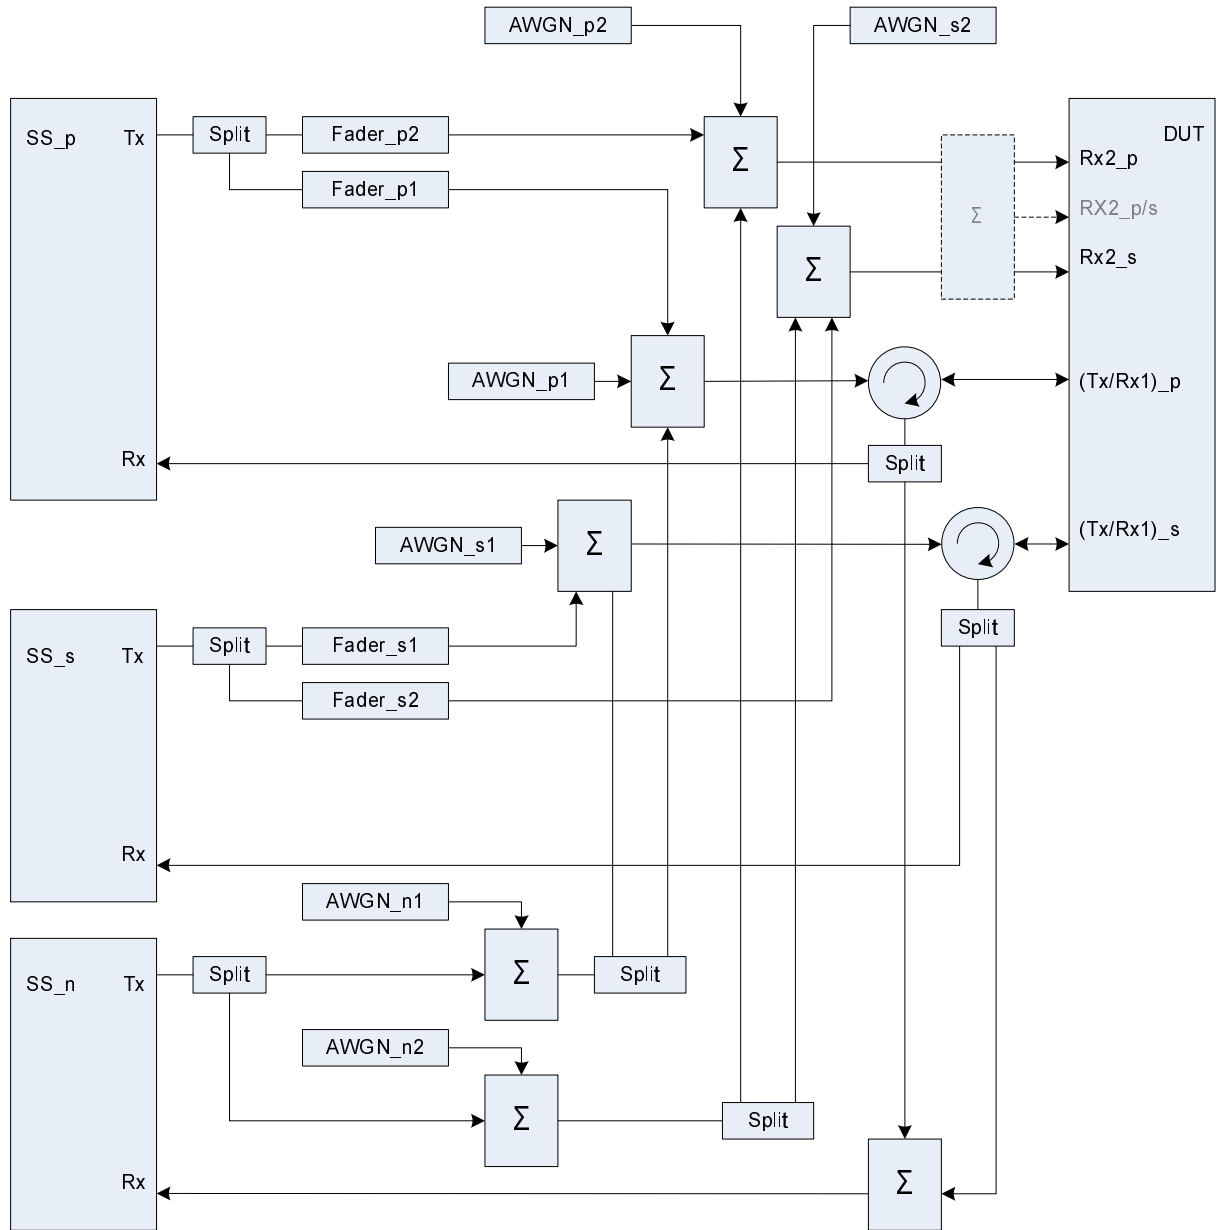 AWGN_p2
AWGN_s2
SS_p
Tx
Split
Fader_p2
Fader_p1
Σ
Σ
Σ
DUT
Rx2_p
RX2_p/s
Rx2_s
AWGN_p1
Σ
(Tx/Rx1)_p
Rx
Split
AWGN_s1
Σ
(Tx/Rx1)_s
SS_s
Tx
Split
Fader_s1
Fader_s2
Split
Rx
AWGN_n1
SS_n
Tx
Split
Σ
Split
AWGN_n2
Σ
Split
Rx
Σ